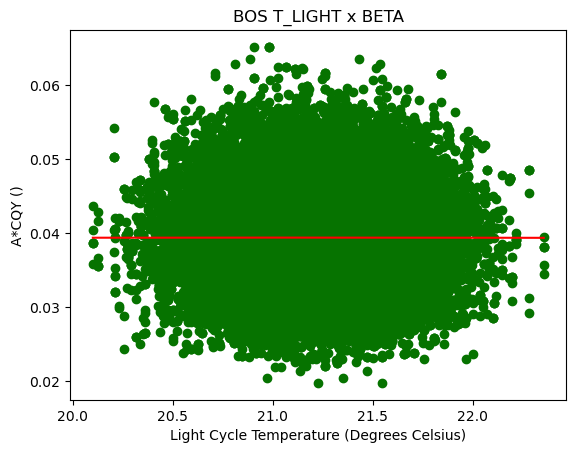 BOS T_LIGHT x BETA
0.06
0.05
0.04
0.03
0.02
A*CQY ()
20.0 20.5 21.0 21.5 22.0
Light Cycle Temperature (Degrees Celsius)